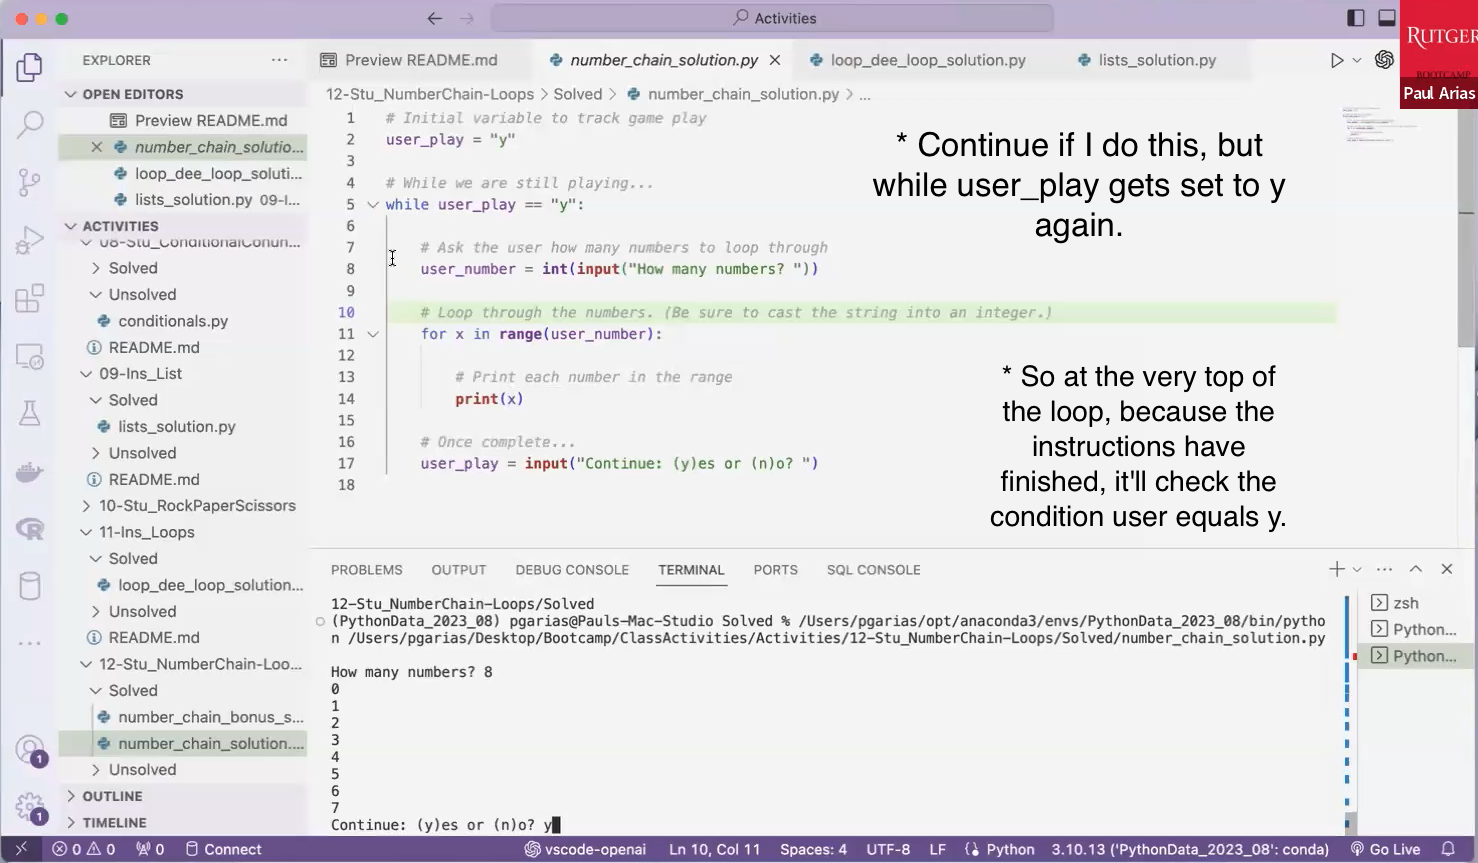 Activities
RUTGER
BOOTCAMP
Paul Arias
EXPLORER
OPEN EDITORS
Preview README.md
number_chain_solutio...
loop_dee_loop_soluti...
lists_solution.py 09-I...
ACTIVITIES
08-Stu_ConditionalConun...
Solved
Unsolved
conditionals.py
README.md
09-Ins_List
Solved
lists_solution.py
Unsolved
README.md
10-Stu_RockPaperScissors
11-Ins_Loops
Solved
loop_dee_loop_solution...
Unsolved
README.md
12-Stu_NumberChain-Loo...
Solved
number_chain_bonus_s...
number_chain_solution....
Unsolved
OUTLINE
TIMELINE
1
1
Preview README.md number_chain_solution.py loop_dee_loop_solution.py lists_solution.py
12-Stu_NumberChain-Loops > Solved > number_chain_solution.py > ...
1 # Initial variable to track game play
2 user_play = "y"
3
4 # While we are still playing...
5 while user_play == "y":
6
7 # Ask the user how many numbers to loop through
8 user_number = int(input("How many numbers? "))
9
10 # Loop through the numbers. (Be sure to cast the string into an integer.)
11 for x in range(user_number):
12
13 # Print each number in the range
14 print(x)
15
16 # Once complete...
17 user_play = input("Continue: (y)es or (n)o? ")
18
* Continue if I do this, but
while user_play gets set to y
again.
* So at the very top of
the loop, because the
instructions have
finished, it'll check the
condition user equals y.
PROBLEMS OUTPUT DEBUG CONSOLE TERMINAL PORTS SQL CONSOLE
12-Stu_NumberChain-Loops/Solved
(PythonData_2023_08) pgarias@Pauls-Mac-Studio Solved % /Users/pgarias/opt/anaconda3/envs/PythonData_2023_08/bin/pytho
n /Users/pgarias/Desktop/Bootcamp/ClassActivities/Activities/12-Stu_NumberChain-Loops/Solved/number_chain_solution.py
How many numbers? 8
0
1
2
3
4
5
6
7
Continue: (y)es or (n)o? y
zsh
Python...
Python...
0 0 0 Connect vscode-openai Ln 10, Col 11 Spaces: 4 UTF-8 LF Python 3.10.13 ('PythonData_2023_08': conda) Go Live